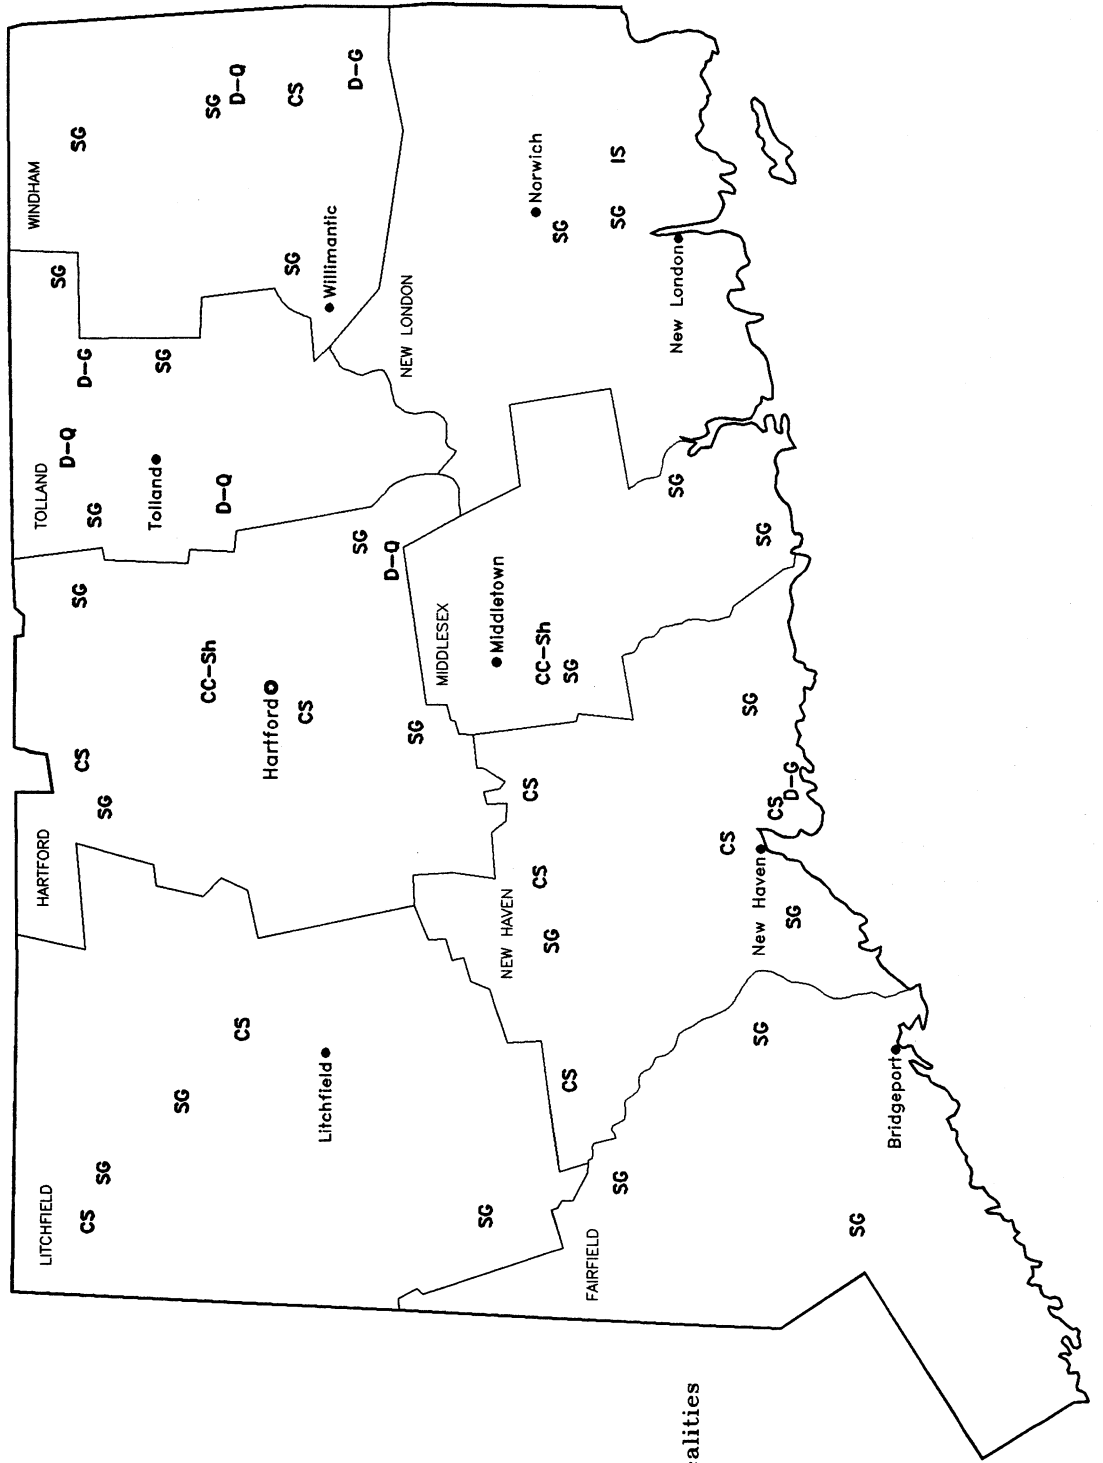 LITCHFIELD
CS
SG
SG
CS
Litchfield
SG
HARTFORD
SG
CS
SG
CC-Sh
Hartford
CS
SG
D-Q
SG
TOLLAND
SG
D-Q
D-G
SG
Tolland
SG
D-Q
WINDHAM
SG
SG
D-Q
CS
SG
Willimantic
D-G
FAIRFIELD
SG
SG
SG
Bridgeport
NEW HAVEN
CS
CS
SG
CS
CS
SG
New Haven
CS
D-G
SG
MIDDLESEX
Middletown
CC-Sh
SG
SG
SG
NEW LONDON
Norwich
SG
SG
IS
New London
calities